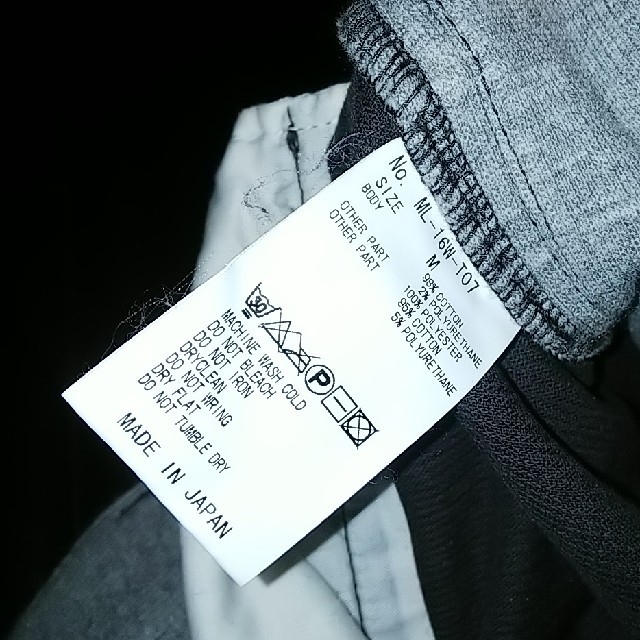 No. ML-16W-T07
SIZE M
BODY 95% COTTON
5% POLYURETHANE
OTHER PART 100% POLYESTER
OTHER PART 95% COTTON
5% POLYURETHANE
30
P
MACHINE WASH COLD
DO NOT BLEACH
DO NOT IRON
DRYCLEAN
DO NOT WRING
DRY FLAT
DO NOT TUMBLE DRY
MADE IN JAPAN